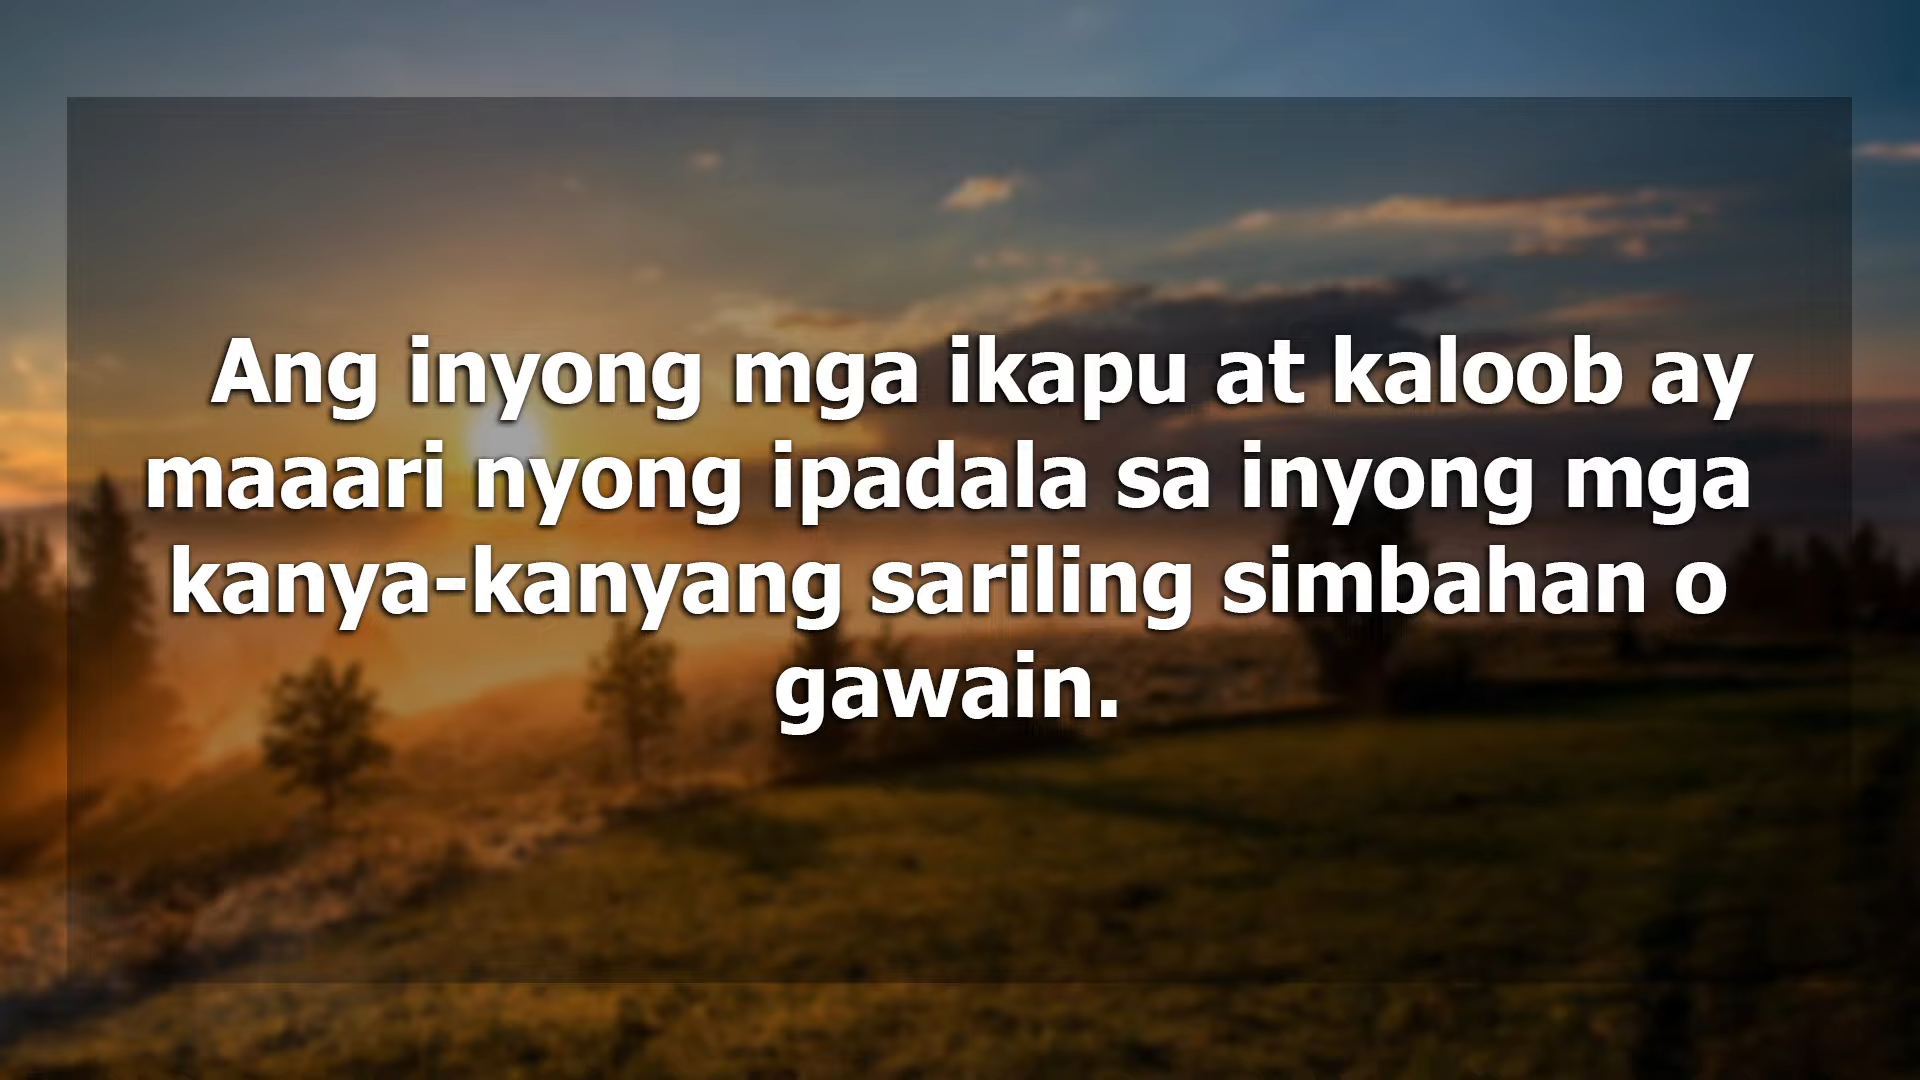 Ang inyong mga ikapu at kaloob ay
maaari nyong ipadala sa inyong mga
kanya-kanyang sariling simbahan o
gawain.